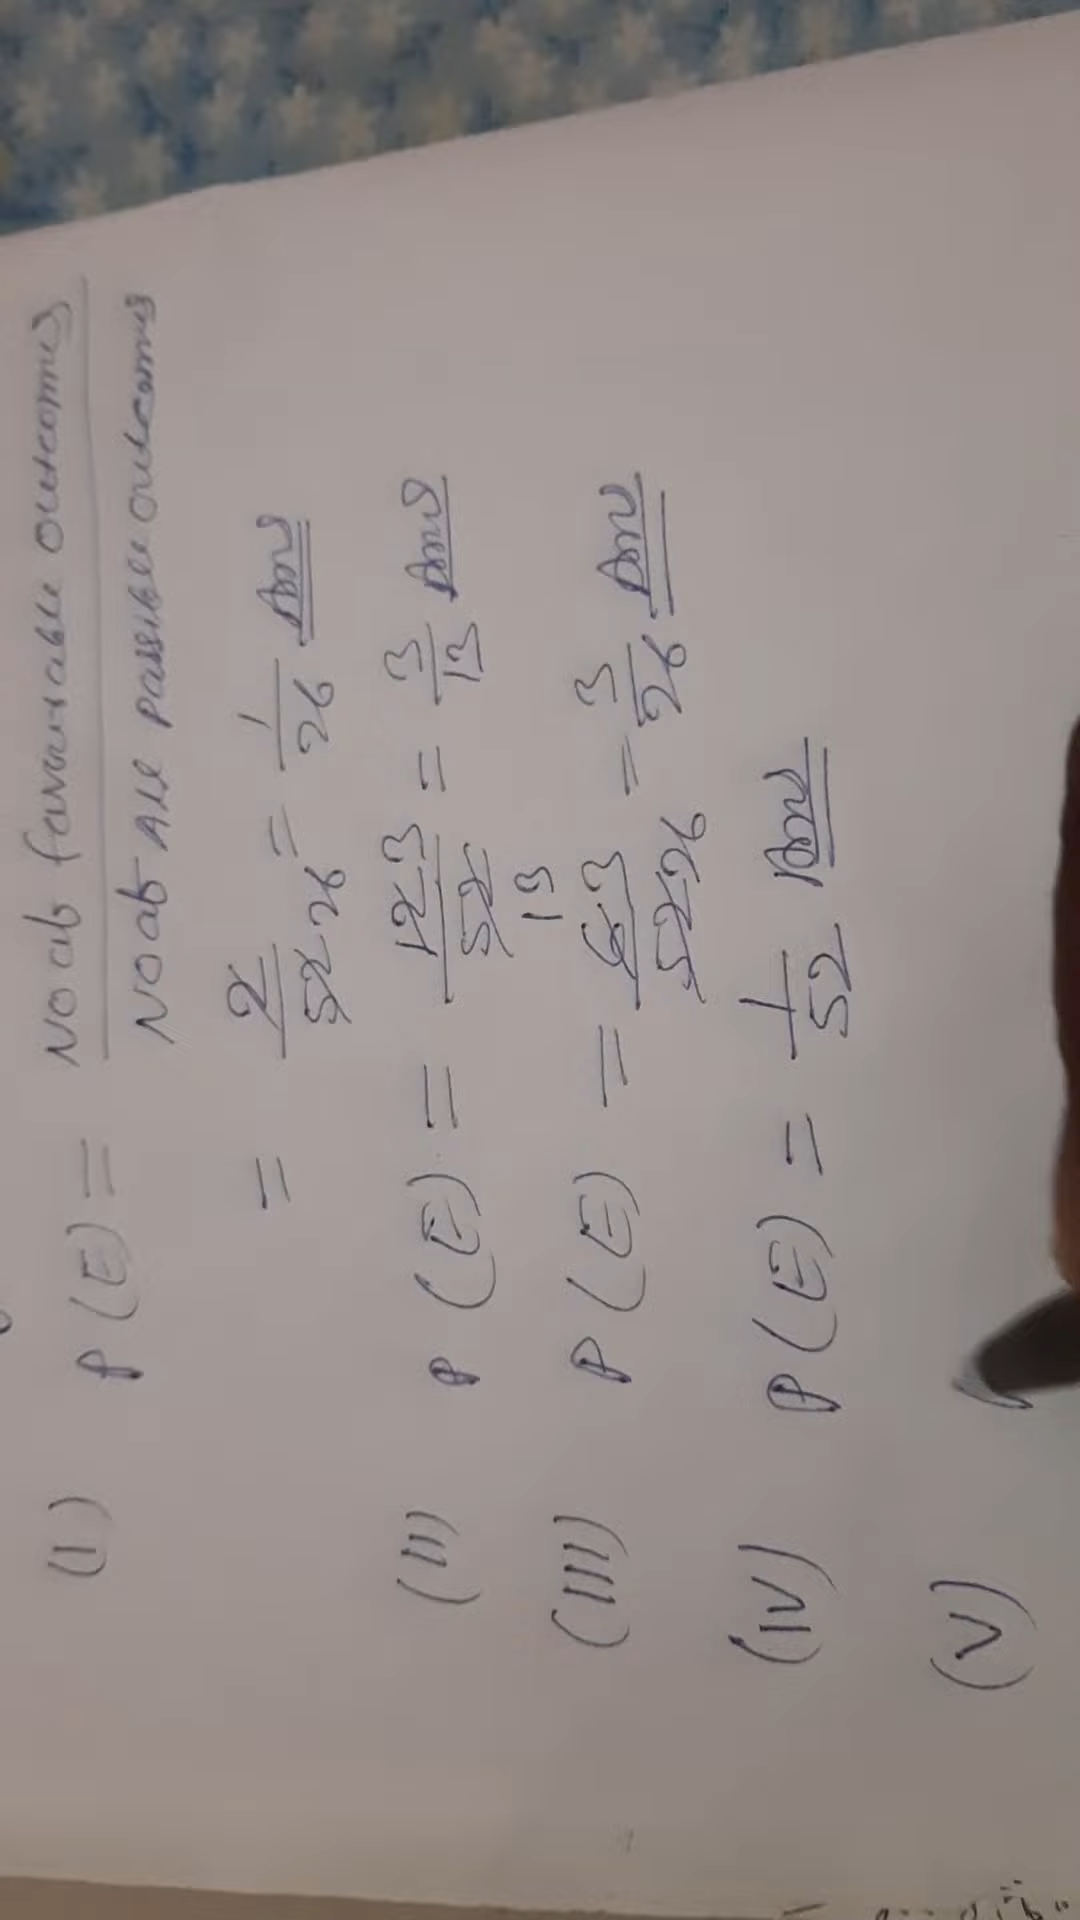 (I) P(E) = No of favourable outcomes / No of All possible outcomes
= 2/52 26 = 1/26 Ans
(II) P(E) = 12 3/52 13 = 3/13 Ans
(III) P(E) = 6 3/52 26 = 3/26 Ans
(IV) P(E) = 1/52 Ans
(V)